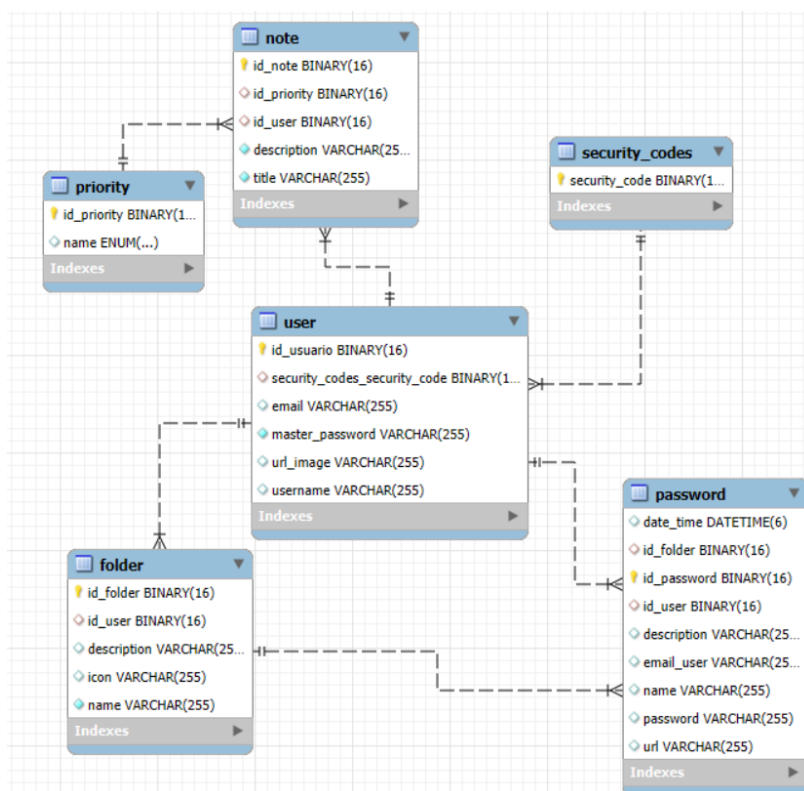 note
id_note BINARY(16)
id_priority BINARY(16)
id_user BINARY(16)
description VARCHAR(25...
title VARCHAR(255)
Indexes
security_codes
security_code BINARY(1...
Indexes
priority
id_priority BINARY(1...
name ENUM(...)
Indexes
user
id_usuario BINARY(16)
security_codes_security_code BINARY(1...
email VARCHAR(255)
master_password VARCHAR(255)
url_image VARCHAR(255)
username VARCHAR(255)
Indexes
password
date_time DATETIME(6)
id_folder BINARY(16)
id_password BINARY(16)
id_user BINARY(16)
description VARCHAR(25...
email_user VARCHAR(25...
name VARCHAR(255)
password VARCHAR(255)
url VARCHAR(255)
Indexes
folder
id_folder BINARY(16)
id_user BINARY(16)
description VARCHAR(25...
icon VARCHAR(255)
name VARCHAR(255)
Indexes